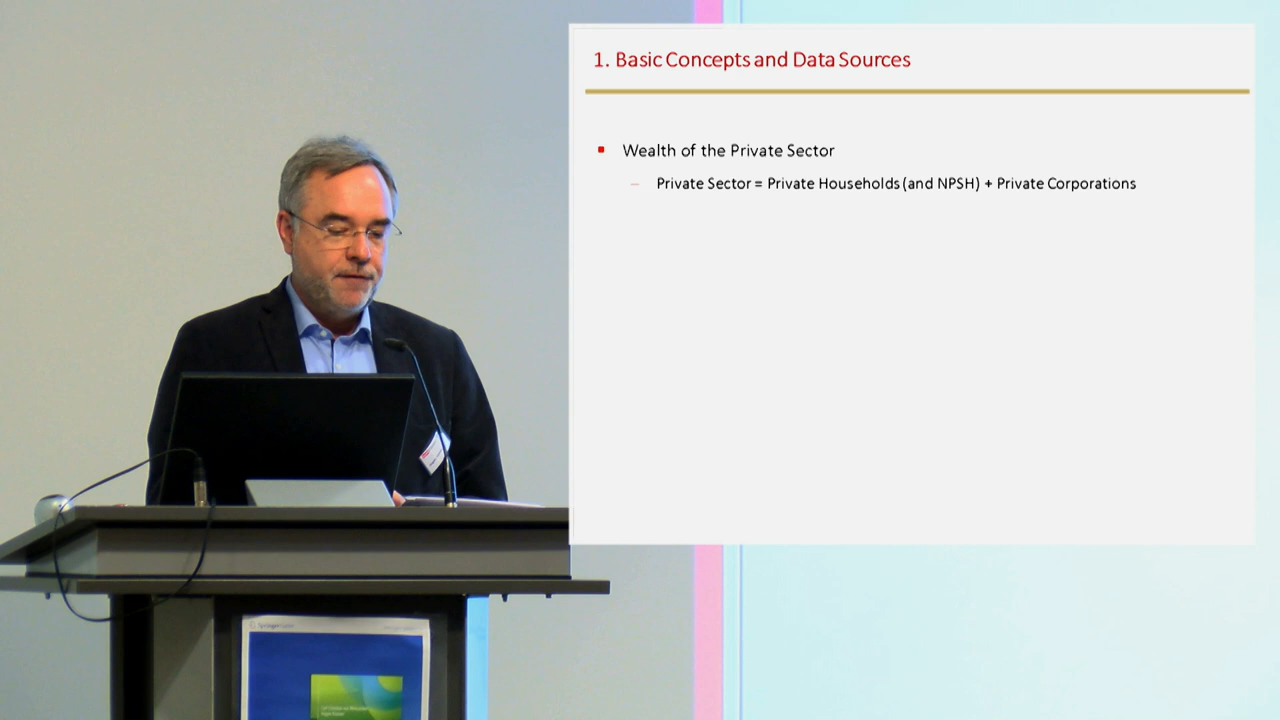 1. Basic Concepts and Data Sources
Wealth of the Private Sector
– Private Sector = Private Households (and NPSH) + Private Corporations
Springer